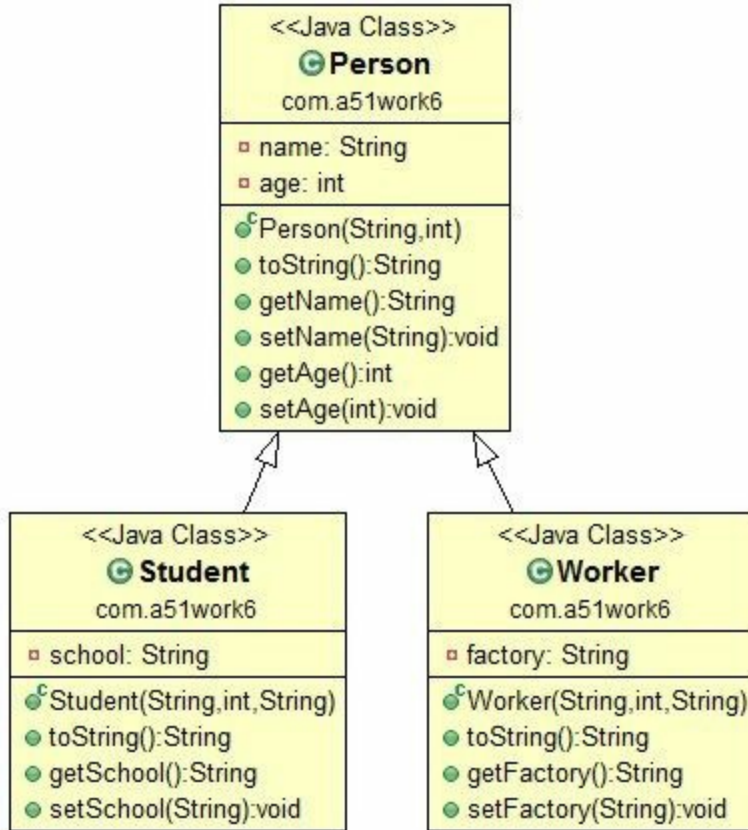 <<Java Class>>
Person
com.a51work6
name: String
age: int
Person(String,int)
toString():String
getName():String
setName(String):void
getAge():int
setAge(int):void
<<Java Class>>
Student
com.a51work6
school: String
Student(String,int,String)
toString():String
getSchool():String
setSchool(String):void
<<Java Class>>
Worker
com.a51work6
factory: String
Worker(String,int,String)
toString():String
getFactory():String
setFactory(String):void